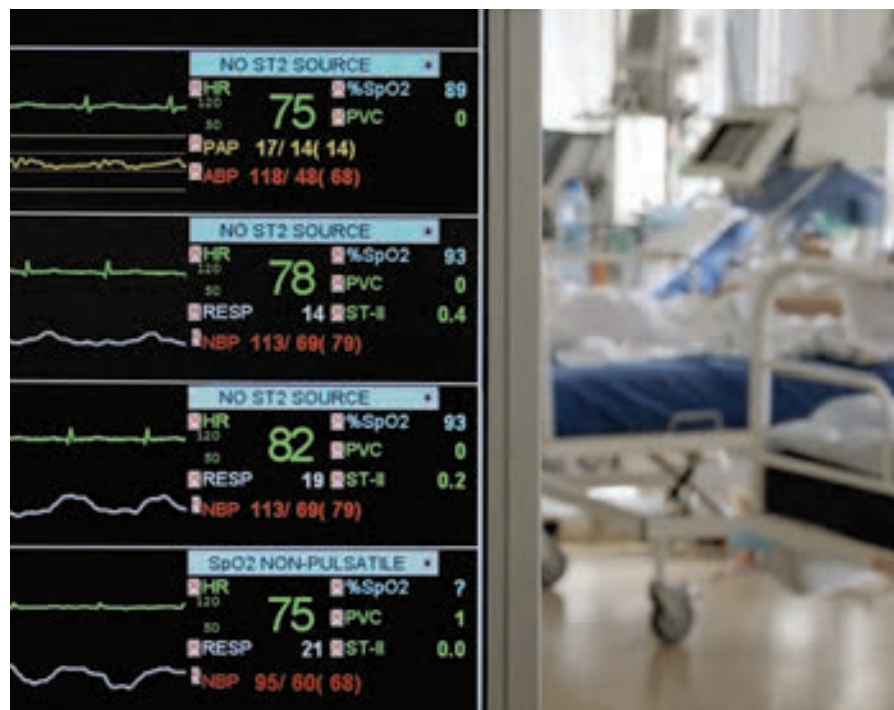 NO ST2 SOURCE *
HR %SpO2 89
120 75 PVC 0
50
PAP 17/ 14( 14)
ABP 118/ 48( 68)
NO ST2 SOURCE *
HR %SpO2 93
120 78 PVC 0
50
RESP 14 ST-II 0.4
NBP 113/ 69( 79)
NO ST2 SOURCE *
HR %SpO2 93
120 82 PVC 0
50
RESP 19 ST-II 0.2
NBP 113/ 69( 79)
SpO2 NON-PULSATILE *
HR %SpO2 ?
120 75 PVC 1
50
RESP 21 ST-II 0.0
NBP 95/ 60( 68)